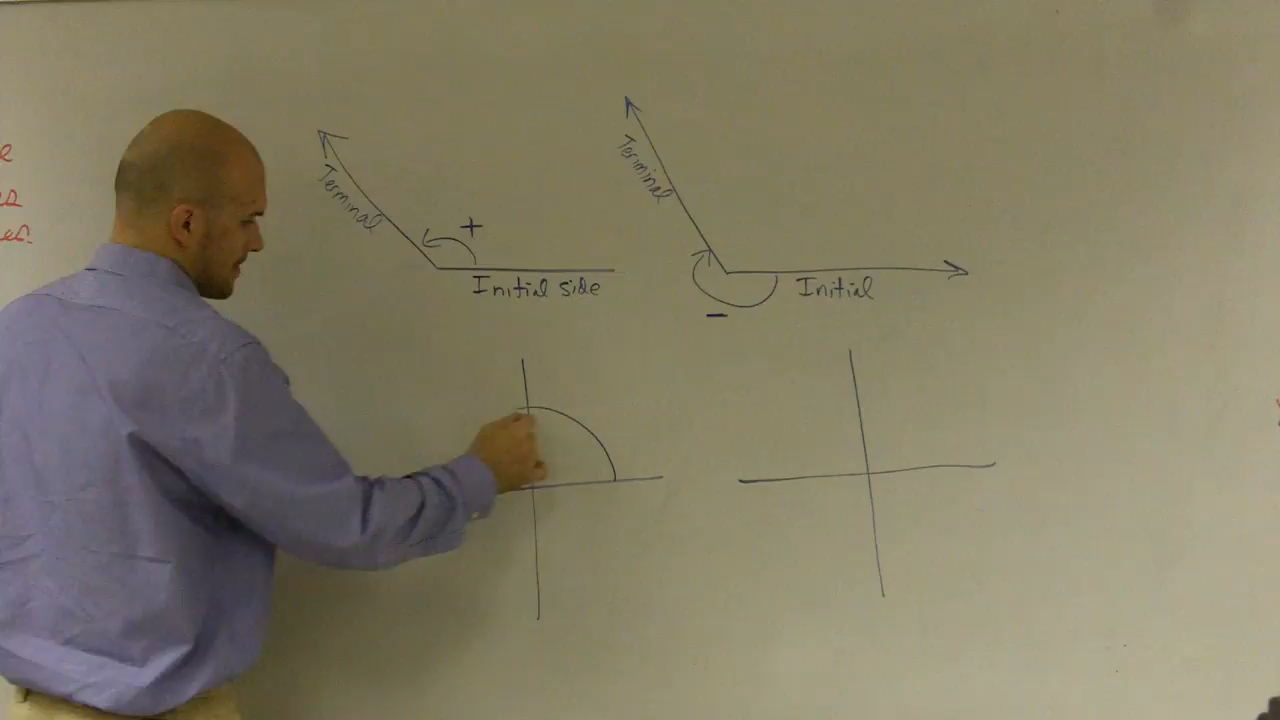 Terminal
+
Initial side
Terminal
Initial
−